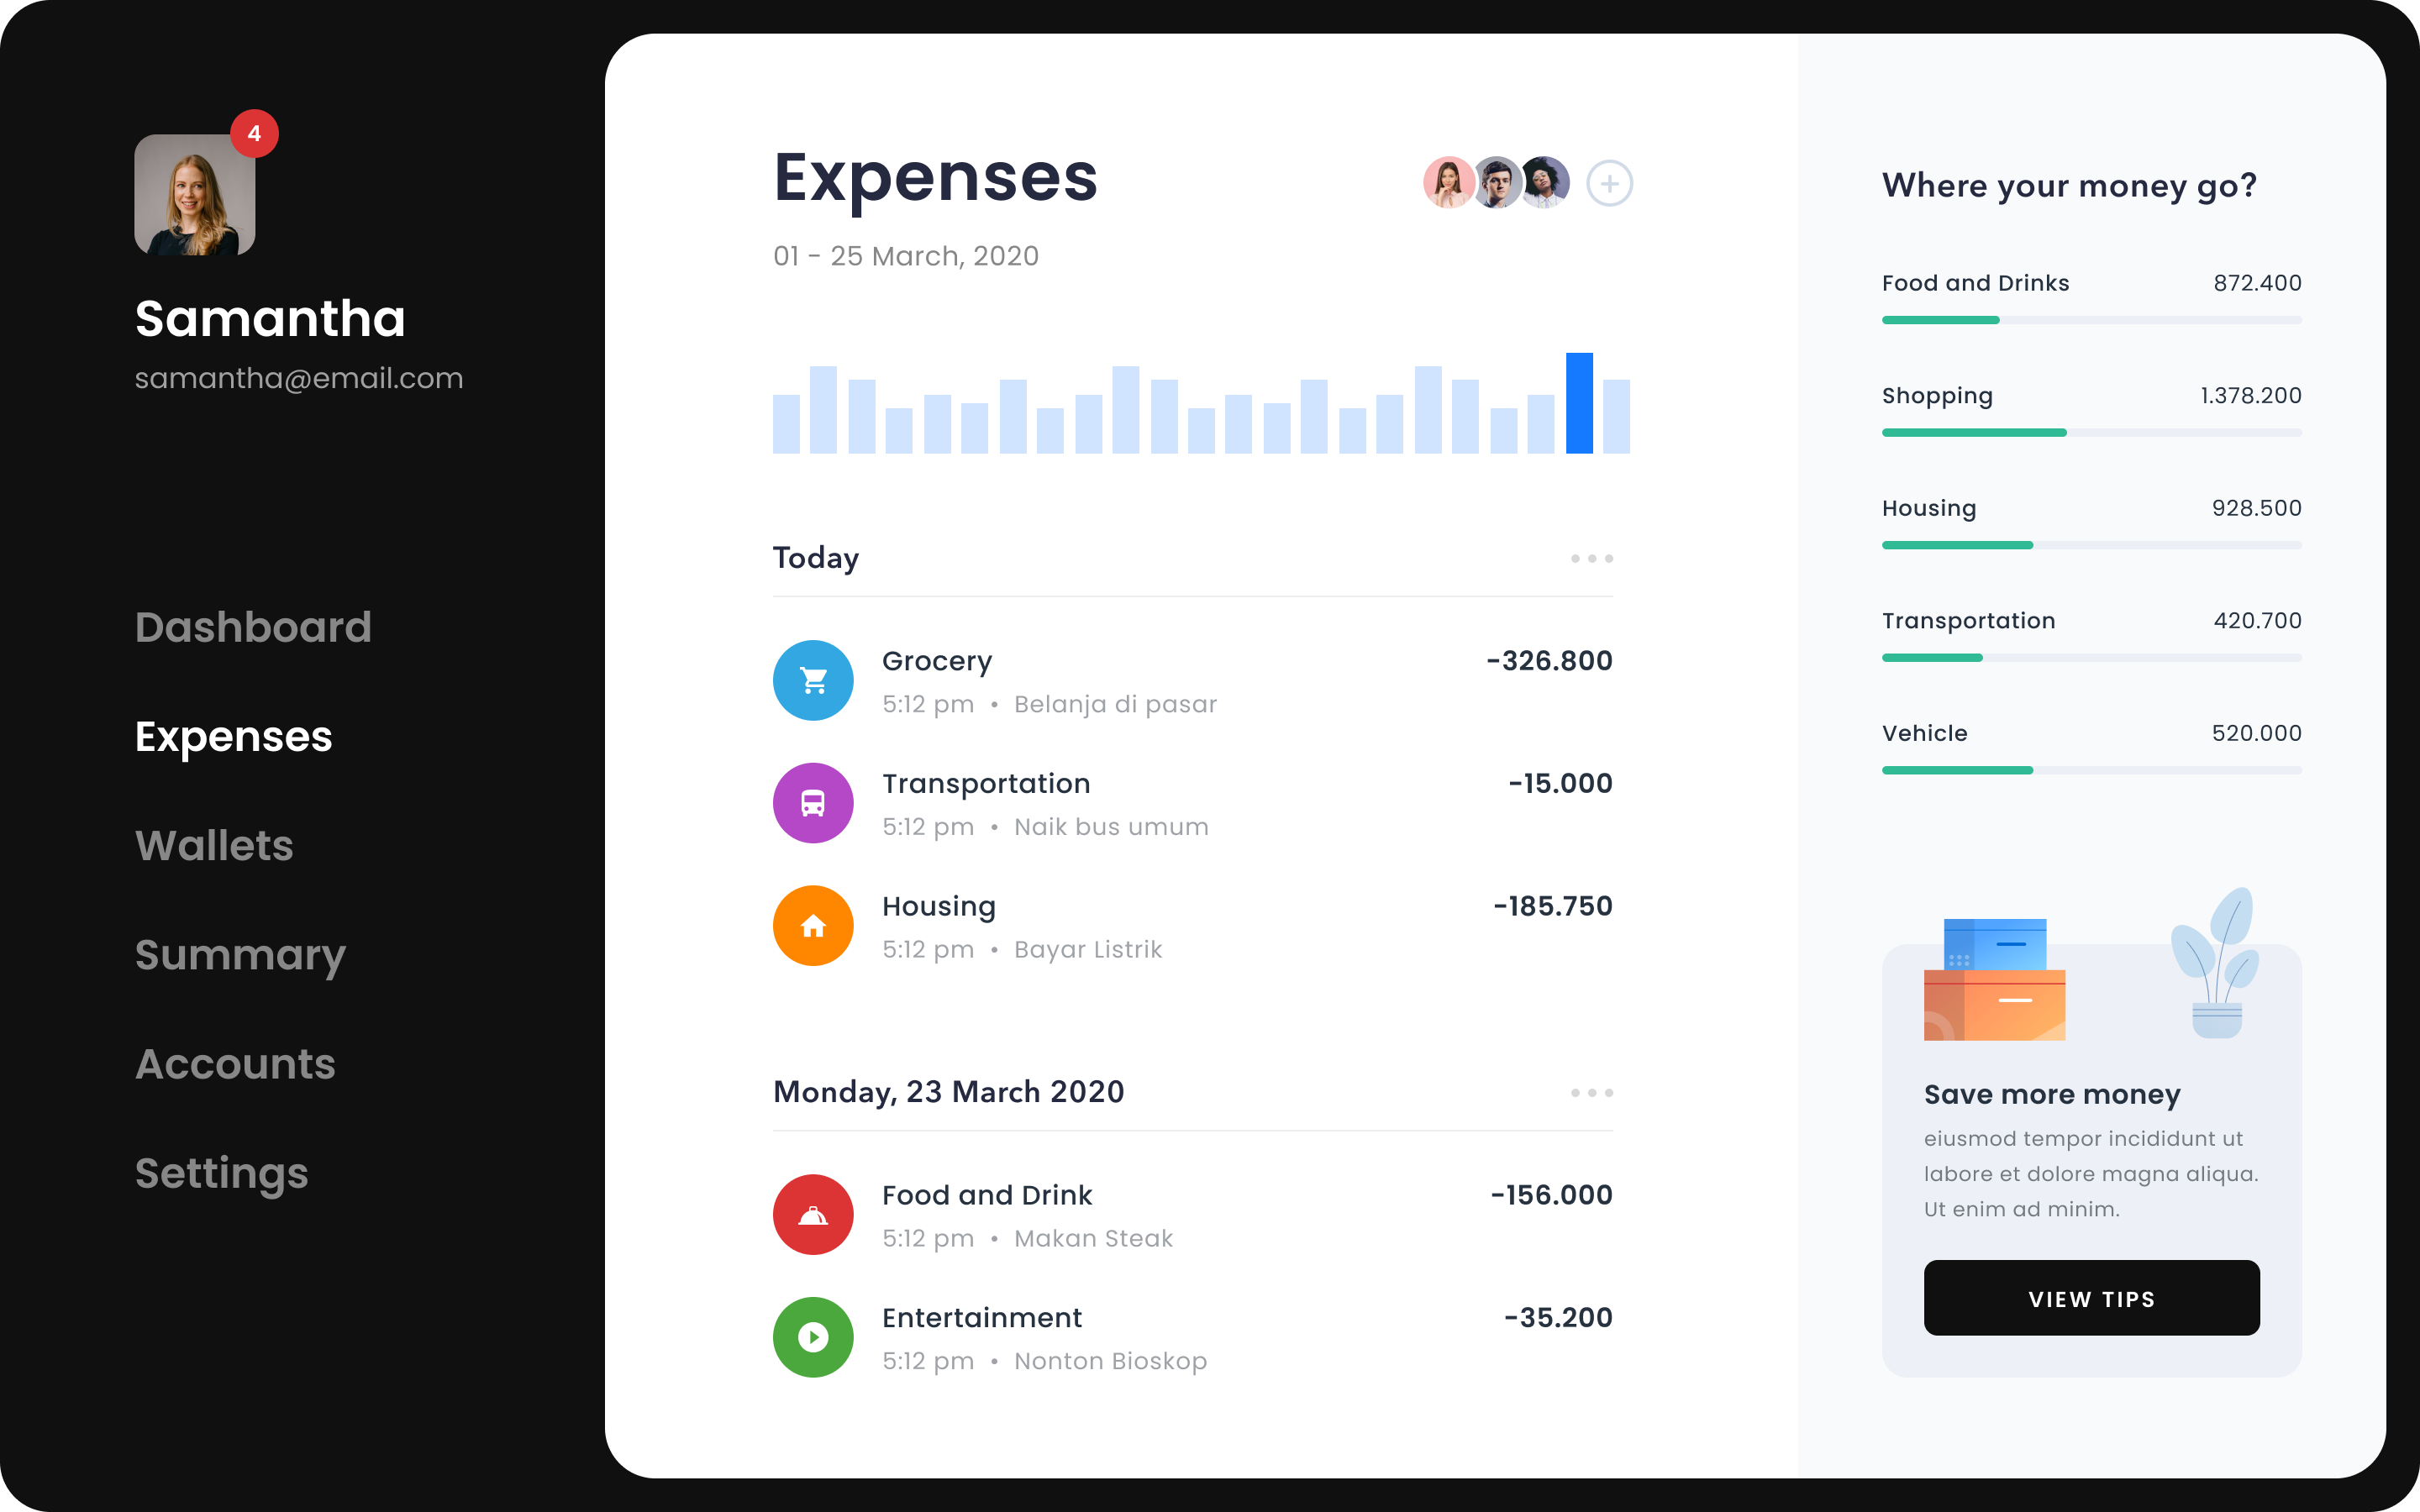 4
Samantha
samantha@email.com
Dashboard
Expenses
Wallets
Summary
Accounts
Settings
Expenses
01 - 25 March, 2020
Today
Grocery -326.800
5:12 pm • Belanja di pasar
Transportation -15.000
5:12 pm • Naik bus umum
Housing -185.750
5:12 pm • Bayar Listrik
Monday, 23 March 2020
Food and Drink -156.000
5:12 pm • Makan Steak
Entertainment -35.200
5:12 pm • Nonton Bioskop
Where your money go?
Food and Drinks 872.400
Shopping 1.378.200
Housing 928.500
Transportation 420.700
Vehicle 520.000
Save more money
eiusmod tempor incididunt ut
labore et dolore magna aliqua.
Ut enim ad minim.
VIEW TIPS